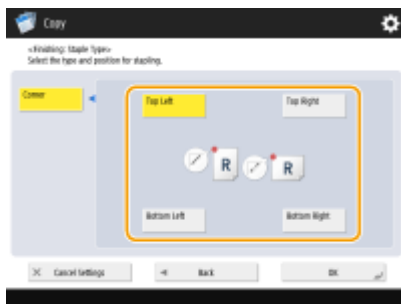 Copy
<Finishing: Staple Type>
Select the type and position for stapling.
Corner
Top Left
Top Right
R
R
Bottom Left
Bottom Right
Cancel Settings
Back
OK